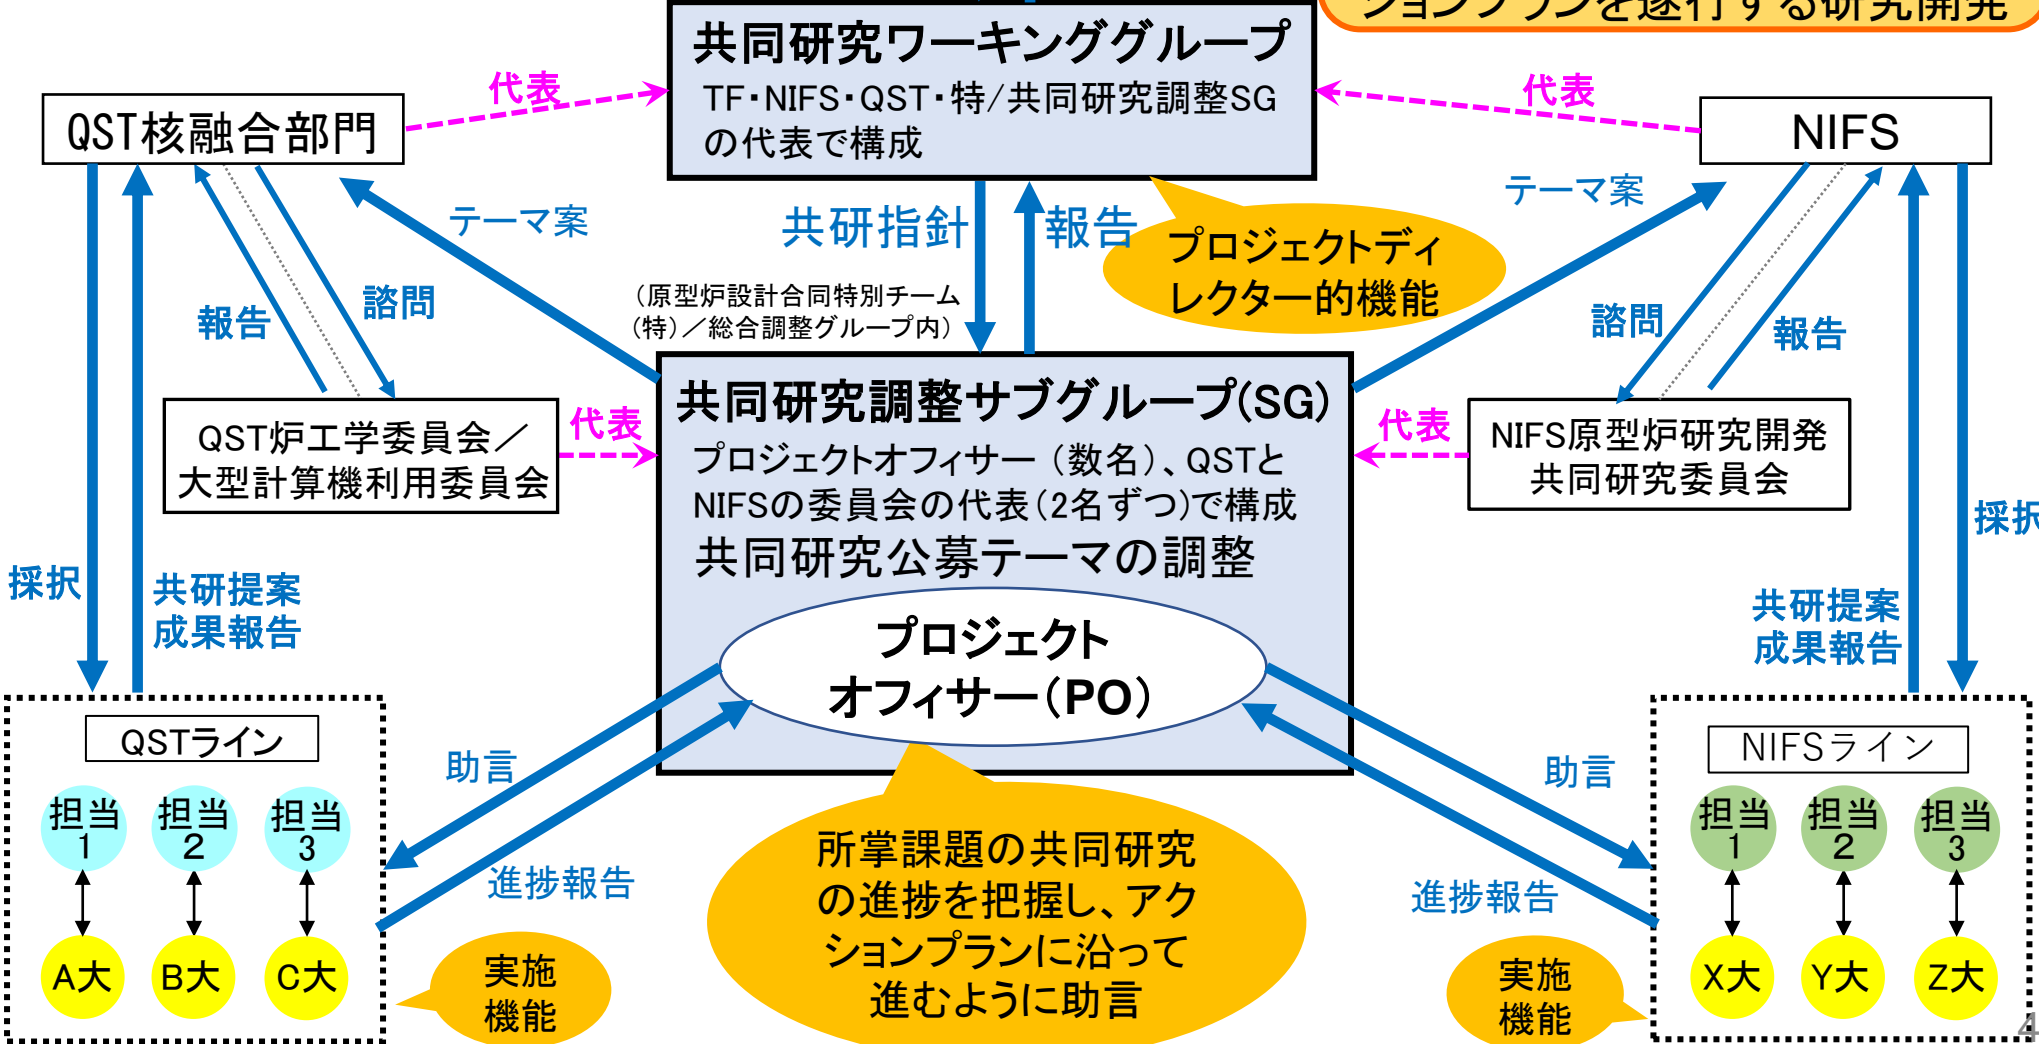 ションプランを遂行する研究開発
共同研究ワーキンググループ
TF・NIFS・QST・特/共同研究調整SG
の代表で構成
代表
代表
QST核融合部門
NIFS
テーマ案
共研指針
報告
テーマ案
プロジェクトディ
レクター的機能
(原型炉設計合同特別チーム
(特)/総合調整グループ内)
報告
諮問
諮問
報告
共同研究調整サブグループ(SG)
プロジェクトオフィサー(数名)、QSTと
NIFSの委員会の代表(2名ずつ)で構成
共同研究公募テーマの調整
代表
代表
QST炉工学委員会/
大型計算機利用委員会
NIFS原型炉研究開発
共同研究委員会
採択
共研提案
成果報告
採択
共研提案
成果報告
プロジェクト
オフィサー(PO)
QSTライン
NIFSライン
助言
助言
進捗報告
進捗報告
担当
1
担当
2
担当
3
担当
1
担当
2
担当
3
所掌課題の共同研究
の進捗を把握し、アク
ションプランに沿って
進むように助言
A大
B大
C大
実施
機能
実施
機能
X大
Y大
Z大
4